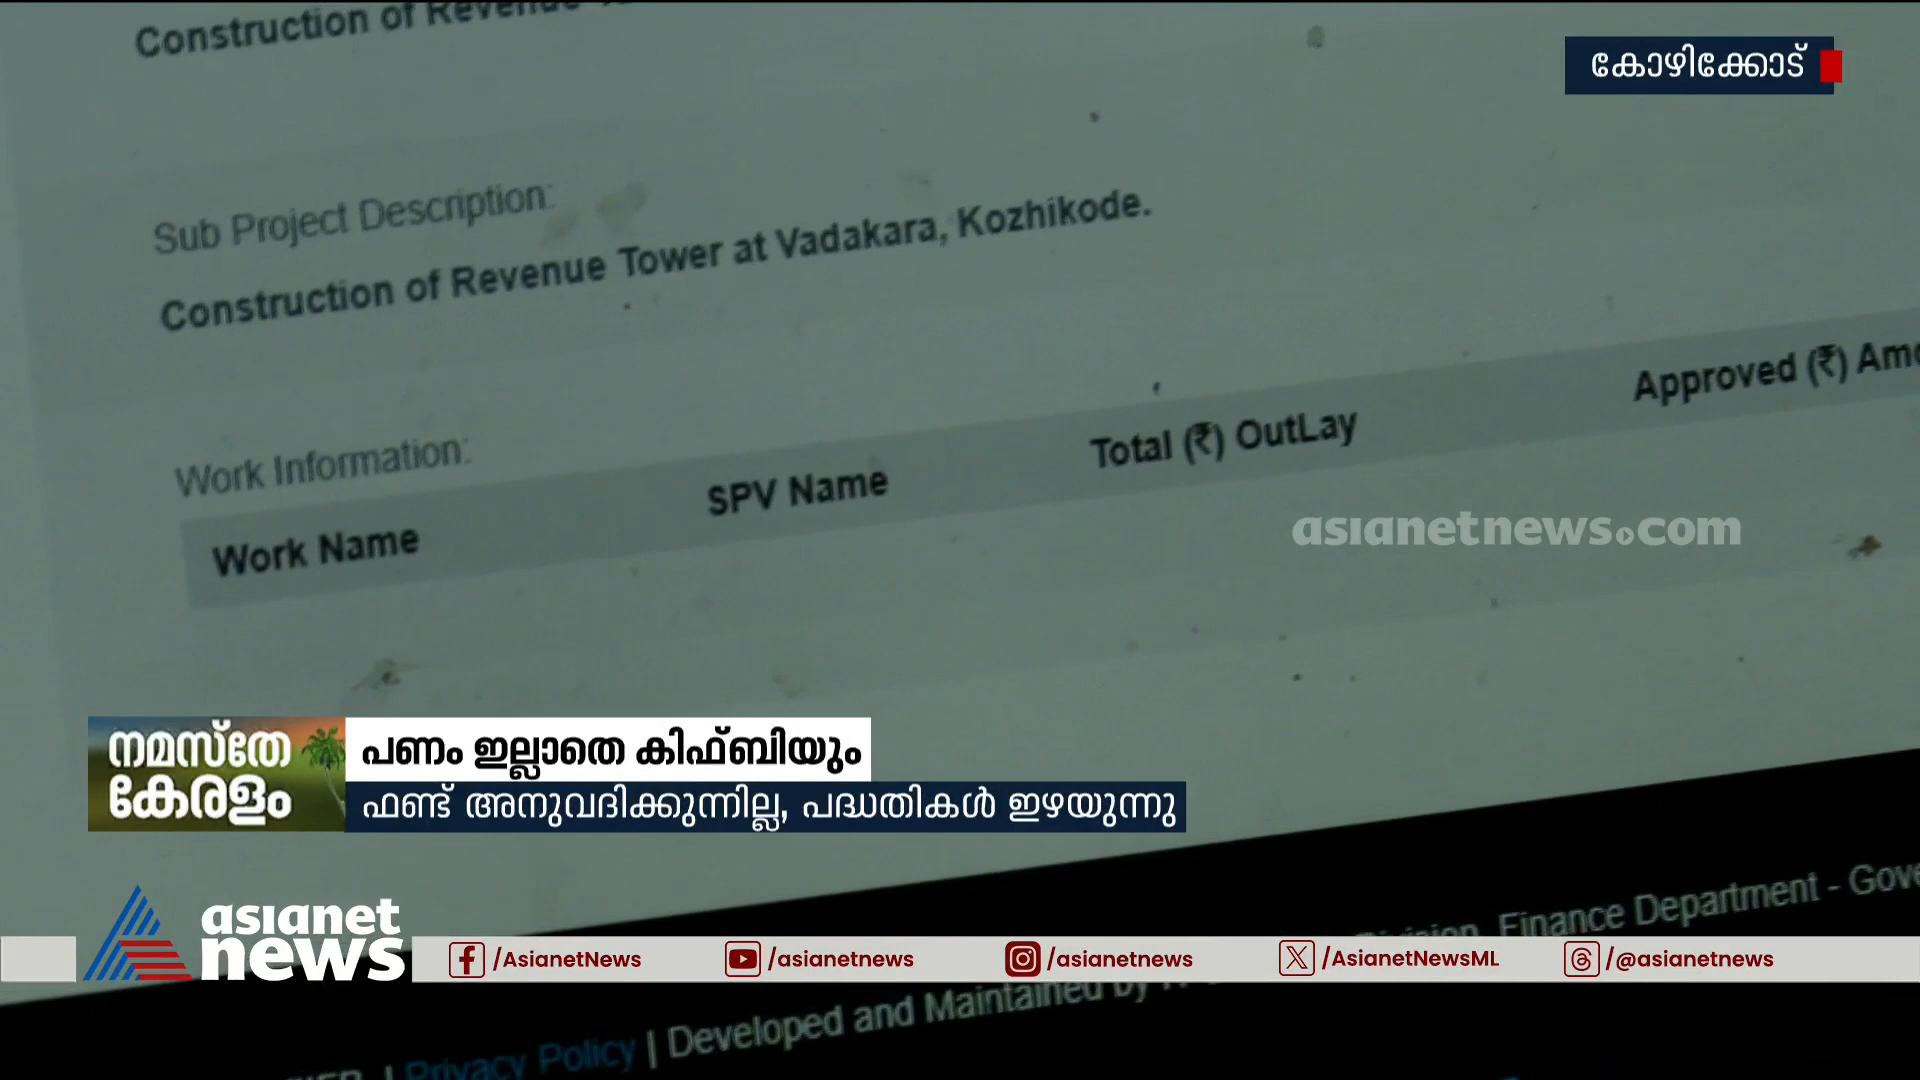 Construction of Revenue
കോഴിക്കോട്
Sub Project Description:
Construction of Revenue Tower at Vadakara, Kozhikode.
Work Information:
Work Name
SPV Name
Total (₹) OutLay
Approved (₹)
asianetnews.com
നമസ്തേ
കേരളം
പണം ഇല്ലാതെ കിഫ്ബിയും
ഫണ്ട് അനുവദിക്കുന്നില്ല, പദ്ധതികൾ ഇഴയുന്നു
Finance Department -
asianet
news
/AsianetNews
/asianetnews
/asianetnews
/AsianetNewsML
/@asianetnews
Privacy Policy | Developed and Maintained by